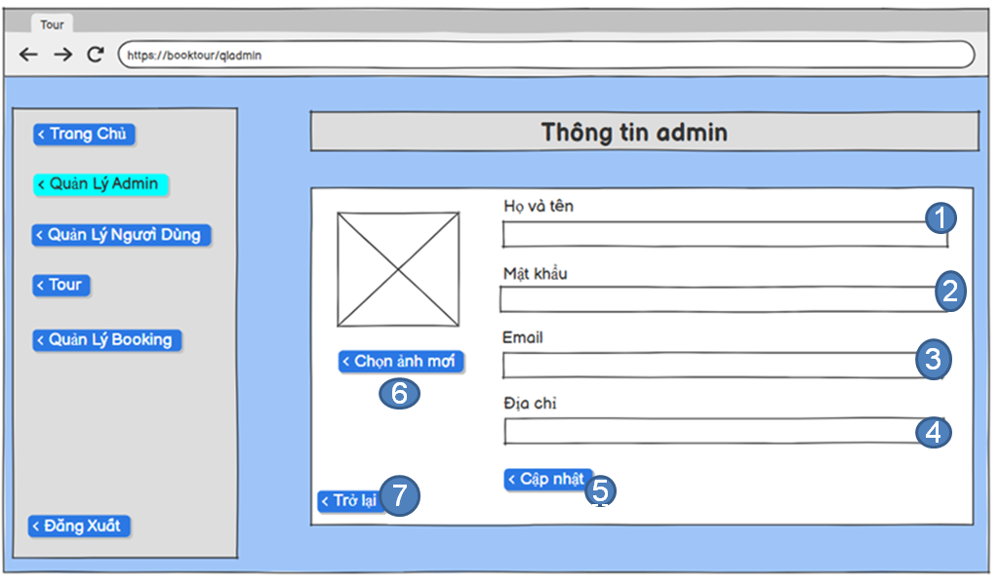 Tour
https://booktour/qladmin
< Trang Chủ
< Quản Lý Admin
< Quản Lý Người Dùng
< Tour
< Quản Lý Booking
< Đăng Xuất
Thông tin admin
Họ và tên
1
Mật khẩu
2
Email
3
Địa chỉ
4
< Chọn ảnh mới
6
< Cập nhật
5
< Trở lại
7